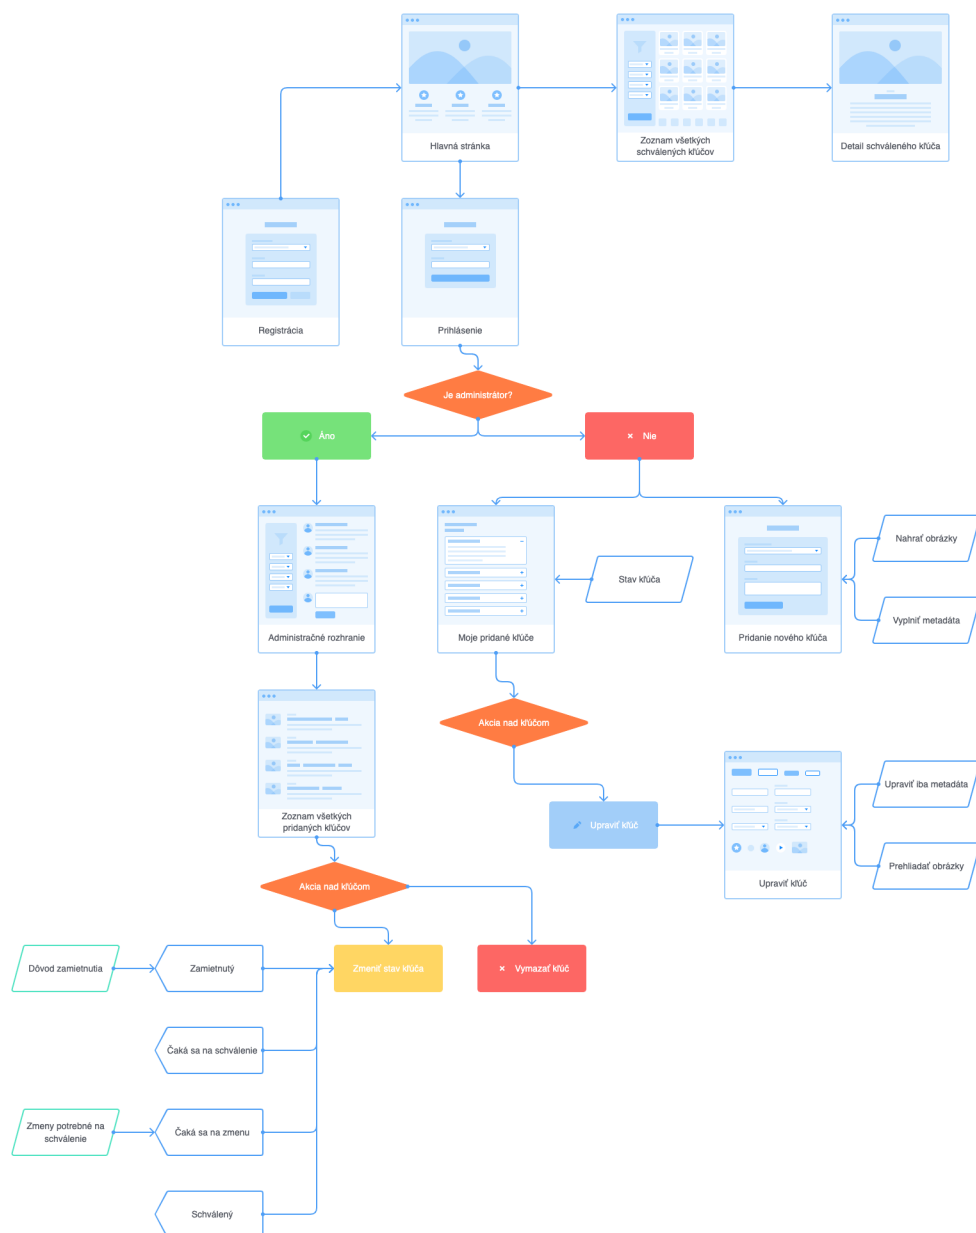 Hlavná stránka
Zoznam všetkých
schválených kľúčov
Detail schváleného kľúča
Registrácia
Prihlásenie
Je administrátor?
Áno
Nie
Administračné rozhranie
Moje pridané kľúče
Stav kľúča
Pridanie nového kľúča
Nahrať obrázky
Vyplniť metadáta
Zoznam všetkých
pridaných kľúčov
Akcia nad kľúčom
Upraviť kľúč
Upraviť kľúč
Upraviť iba metadáta
Prehliadať obrázky
Akcia nad kľúčom
Dôvod zamietnutia
Zamietnutý
Zmeniť stav kľúča
Vymazať kľúč
Čaká sa na schválenie
Zmeny potrebné na
schválenie
Čaká sa na zmenu
Schválený